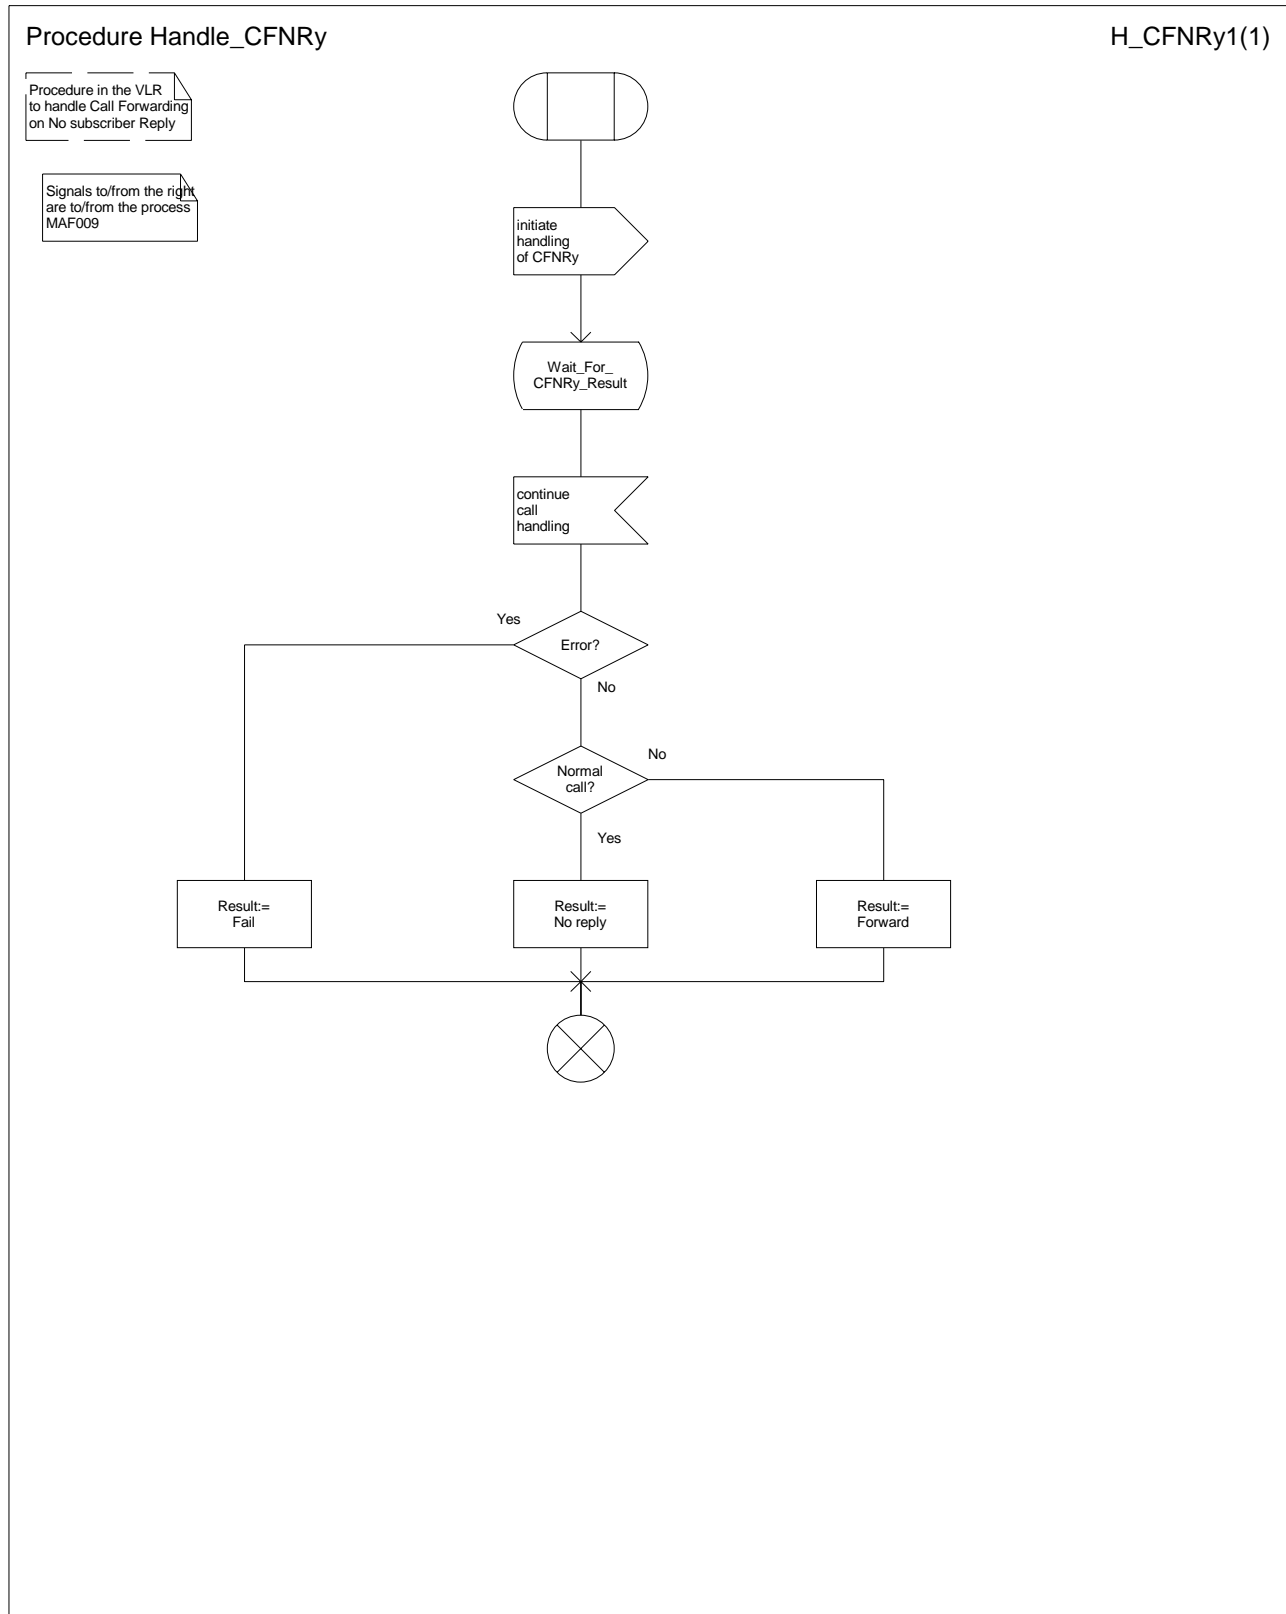 Procedure Handle_CFNRy
H_CFNRy1(1)
Procedure in the VLR
to handle Call Forwarding
on No subscriber Reply
Signals to/from the right
are to/from the process
MAF009
initiate
handling
of CFNRy
Wait_For_
CFNRy_Result
continue
call
handling
Yes
Error?
No
No
Normal
call?
Yes
Result:=
Fail
Result:=
No reply
Result:=
Forward